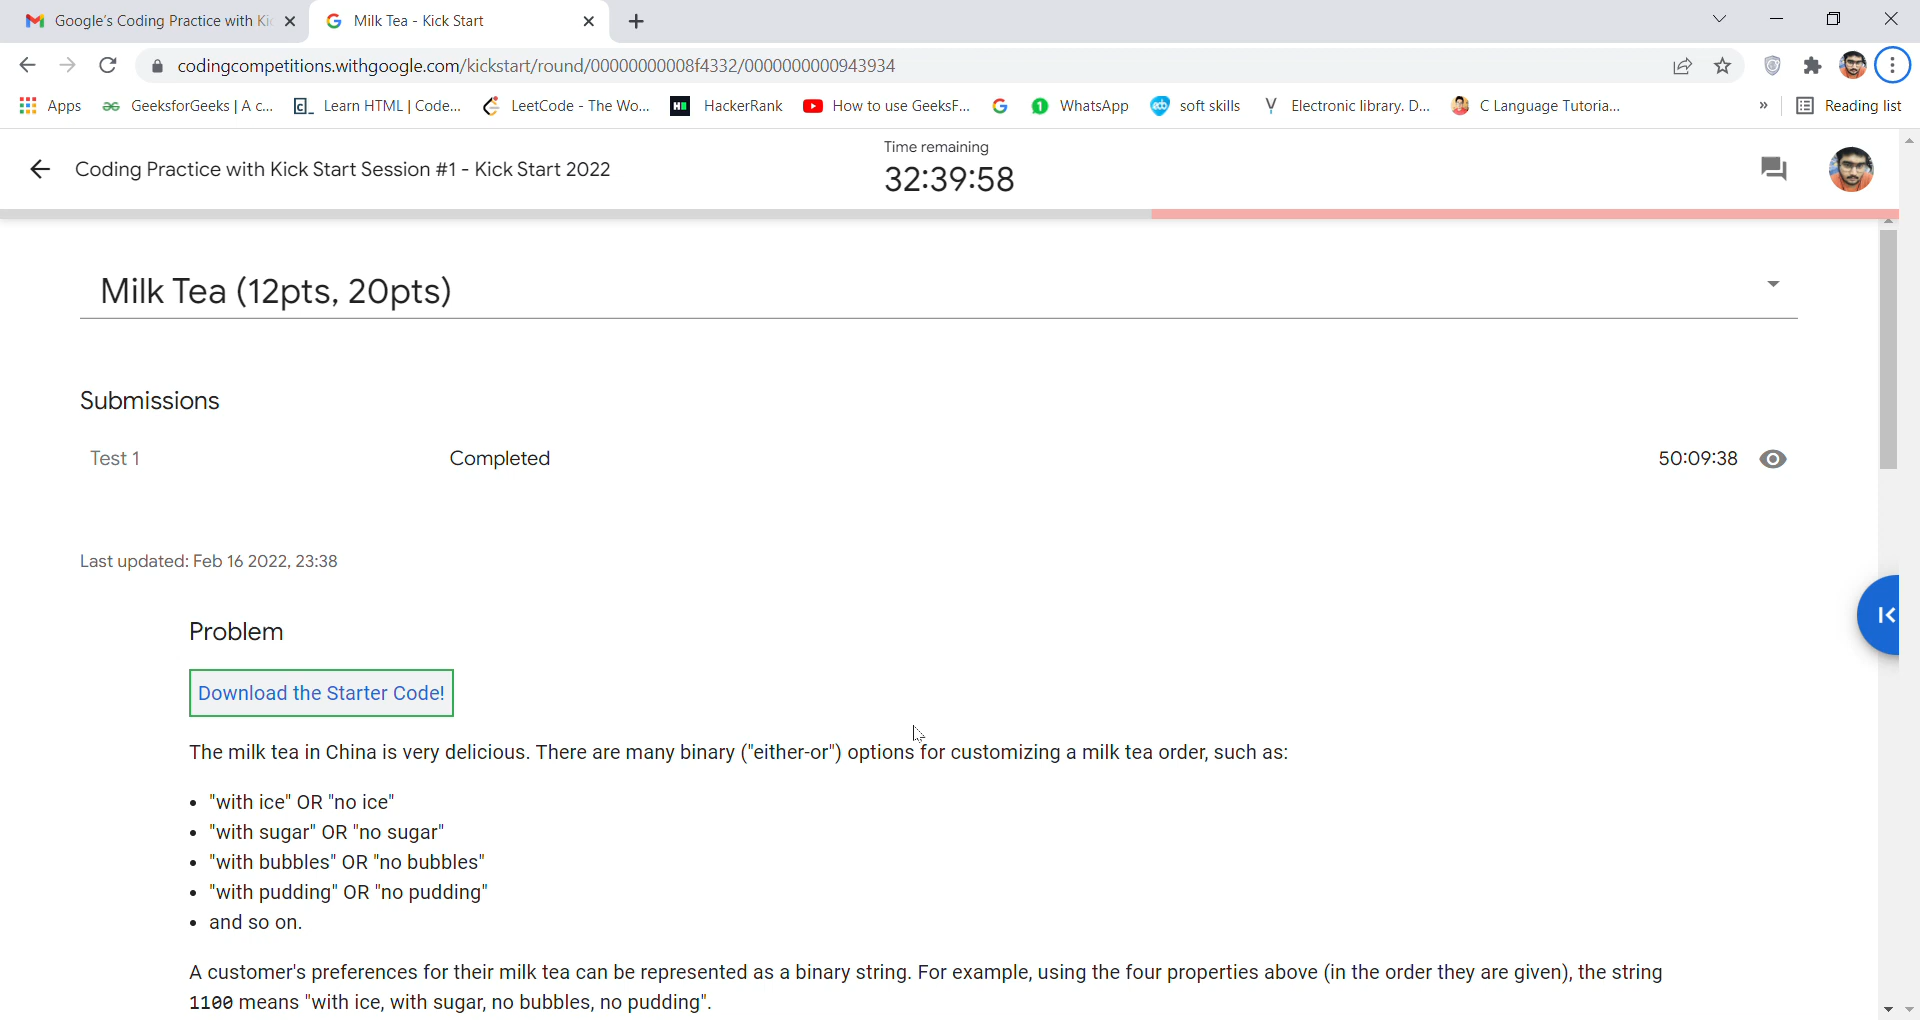 Google's Coding Practice with Ki
Milk Tea - Kick Start
codingcompetitions.withgoogle.com/kickstart/round/00000000008f4332/0000000000943934
Apps
GeeksforGeeks | A c...
Learn HTML | Code...
LeetCode - The Wo...
HackerRank
How to use GeeksF...
WhatsApp
soft skills
Electronic library. D...
C Language Tutoria...
»
Reading list
Coding Practice with Kick Start Session #1 - Kick Start 2022
Time remaining
32:39:58
Milk Tea (12pts, 20pts)
Submissions
Test 1 Completed 50:09:38
Last updated: Feb 16 2022, 23:38
Problem
Download the Starter Code!
The milk tea in China is very delicious. There are many binary ("either-or") options for customizing a milk tea order, such as:
• "with ice" OR "no ice"
• "with sugar" OR "no sugar"
• "with bubbles" OR "no bubbles"
• "with pudding" OR "no pudding"
• and so on.
A customer's preferences for their milk tea can be represented as a binary string. For example, using the four properties above (in the order they are given), the string
1100 means "with ice, with sugar, no bubbles, no pudding".